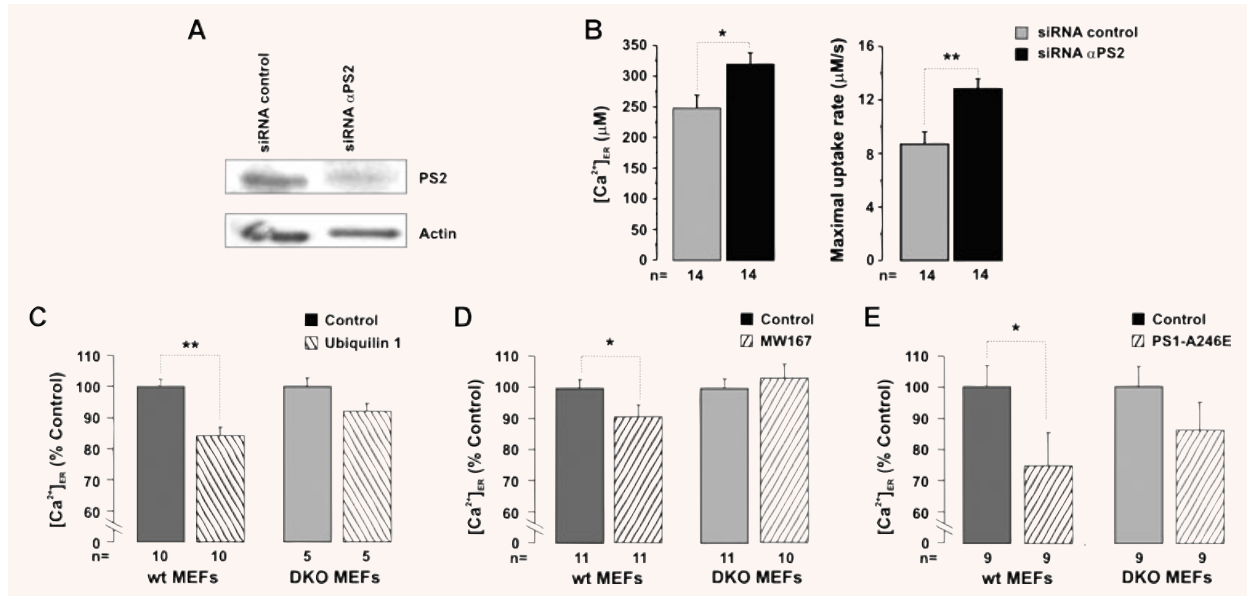 A
siRNA control
siRNA αPS2
PS2
Actin
B
siRNA control
siRNA αPS2
[Ca²⁺]ER (μM)
350
300
250
200
150
100
50
0
*
n= 14 14
Maximal uptake rate (μM/s)
16
12
8
4
0
**
n= 14 14
C
Control
Ubiquilin 1
[Ca²⁺]ER (% Control)
110
100
90
80
70
60
0
**
n= 10 10 5 5
wt MEFs DKO MEFs
D
Control
MW167
[Ca²⁺]ER (% Control)
110
100
90
80
70
60
0
*
n= 11 11 11 10
wt MEFs DKO MEFs
E
Control
PS1-A246E
[Ca²⁺]ER (% Control)
110
100
90
80
70
60
0
*
n= 9 9 9 9
wt MEFs DKO MEFs